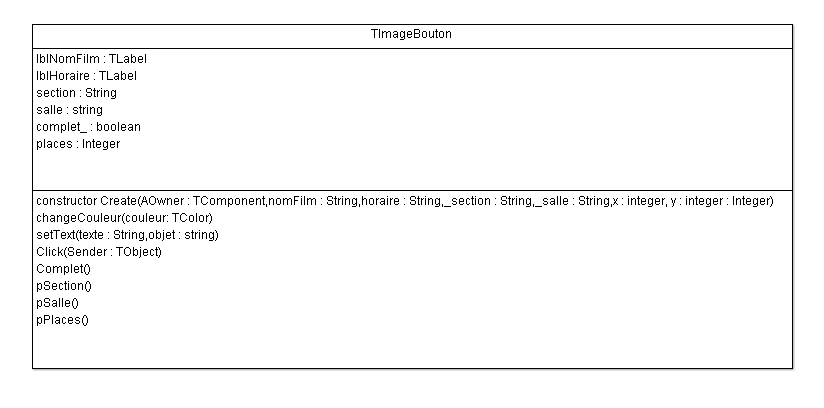 TImageBouton
lblNomFilm : TLabel
lblHoraire : TLabel
section : String
salle : string
complet_ : boolean
places : Integer
constructor Create(AOwner : TComponent,nomFilm : String,horaire : String,_section : String,_salle : String,x : integer, y : integer : Integer)
changeCouleur(couleur: TColor)
setText(texte : String,objet : string)
Click(Sender : TObject)
Complet()
pSection()
pSalle()
pPlaces()